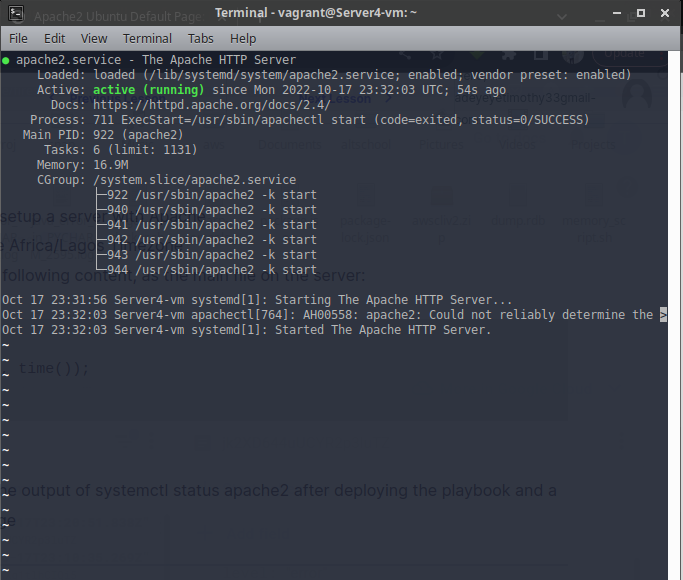 Apache2 Ubuntu Default Page
Terminal - vagrant@Server4-vm: ~
File Edit View Terminal Tabs Help
● apache2.service - The Apache HTTP Server
Loaded: loaded (/lib/systemd/system/apache2.service; enabled; vendor preset: enabled)
Active: active (running) since Mon 2022-10-17 23:32:03 UTC; 54s ago
Docs: https://httpd.apache.org/docs/2.4/
Process: 711 ExecStart=/usr/sbin/apachectl start (code=exited, status=0/SUCCESS)
Main PID: 922 (apache2)
Tasks: 6 (limit: 1131)
Memory: 16.9M
CGroup: /system.slice/apache2.service
├─922 /usr/sbin/apache2 -k start
├─940 /usr/sbin/apache2 -k start
├─941 /usr/sbin/apache2 -k start
├─942 /usr/sbin/apache2 -k start
├─943 /usr/sbin/apache2 -k start
└─944 /usr/sbin/apache2 -k start
setup a server
e Africa/Lagos
following content, as the main file on the server:
Oct 17 23:31:56 Server4-vm systemd[1]: Starting The Apache HTTP Server...
Oct 17 23:32:03 Server4-vm apachectl[764]: AH00558: apache2: Could not reliably determine the >
Oct 17 23:32:03 Server4-vm systemd[1]: Started The Apache HTTP Server.
~
~
time());
~
~
~
~
~
~
~
~
he output of systemctl status apache2 after deploying the playbook and a
~
~
~
~
~
~